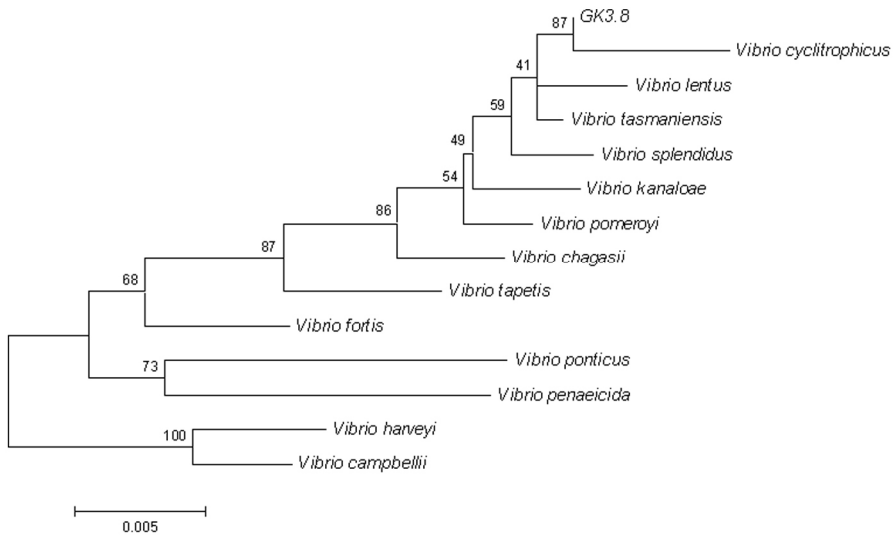 87 GK3.8
Vibrio cyclitrophicus
41
Vibrio lentus
59
Vibrio tasmaniensis
49
Vibrio splendidus
54
Vibrio kanaloae
86
Vibrio pomeroyi
87
Vibrio chagasii
68
Vibrio tapetis
Vibrio fortis
73
Vibrio ponticus
Vibrio penaeicida
100
Vibrio harveyi
Vibrio campbellii
0.005